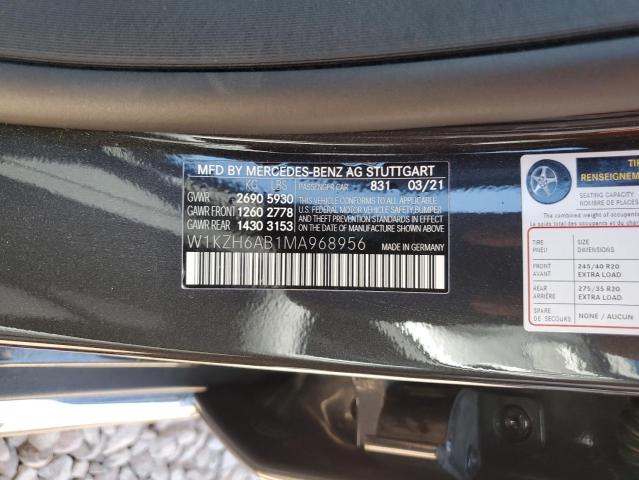 MFD BY MERCEDES-BENZ AG STUTTGART
KG LBS PASSENGER CAR 831 03/21
GVWR 2690 5930 THIS VEHICLE CONFORMS TO ALL APPLICABLE
GAWR FRONT 1260 2778 U.S. FEDERAL MOTOR VEHICLE SAFETY, BUMPER
GAWR REAR 1430 3153 AND THEFT PREVENTION STANDARDS IN EFFECT ON THE DATE OF MANUFACTURE SHOWN ABOVE.
W1KZH6AB1MA968956 MADE IN GERMANY
RENSEIGNEMENT
SEATING CAPACITY
NOMBRE DE PLACES
The combined weight of occupants
TIRE SIZE
PNEU DIMENSIONS
FRONT 245/40 R20
AVANT EXTRA LOAD
REAR 275/35 R20
ARRIÈRE EXTRA LOAD
SPARE NONE / AUCUN
DE SECOURS